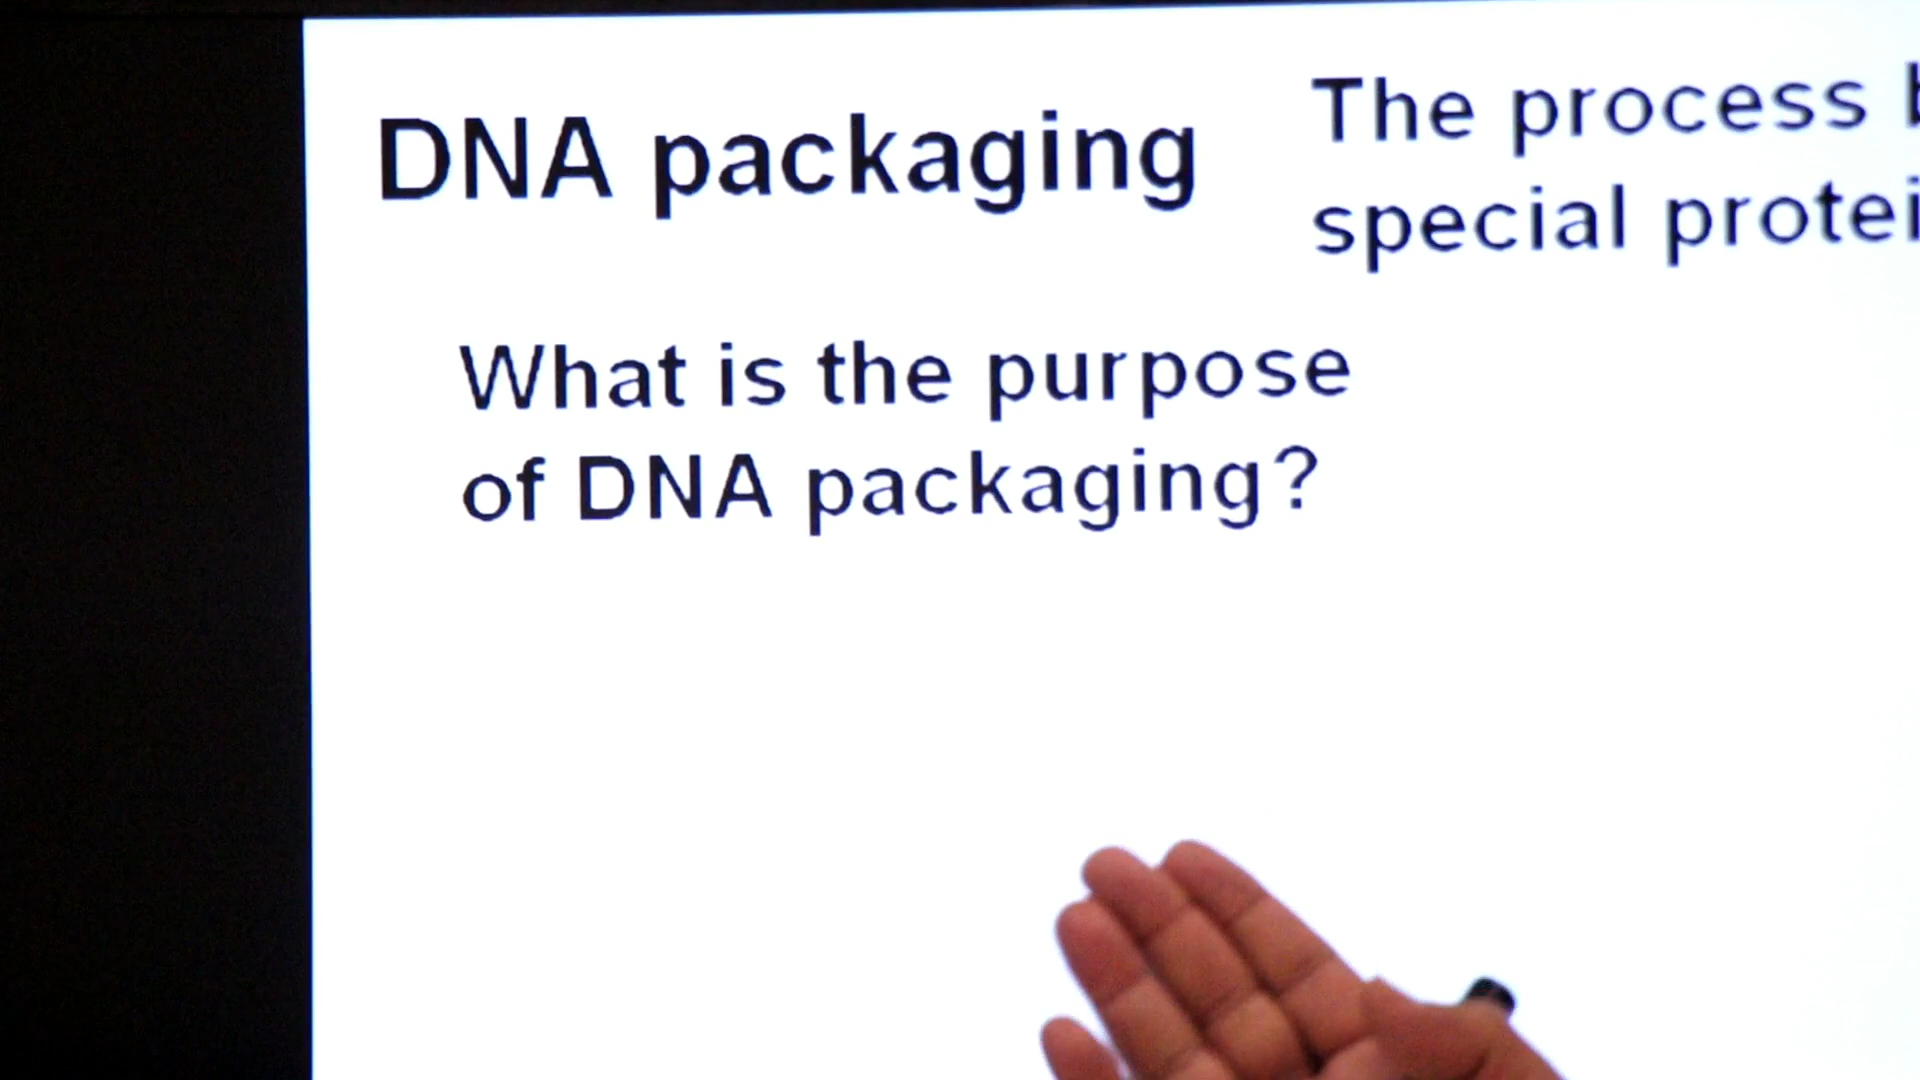 DNA packaging
The process
special
What is the purpose
of DNA packaging?